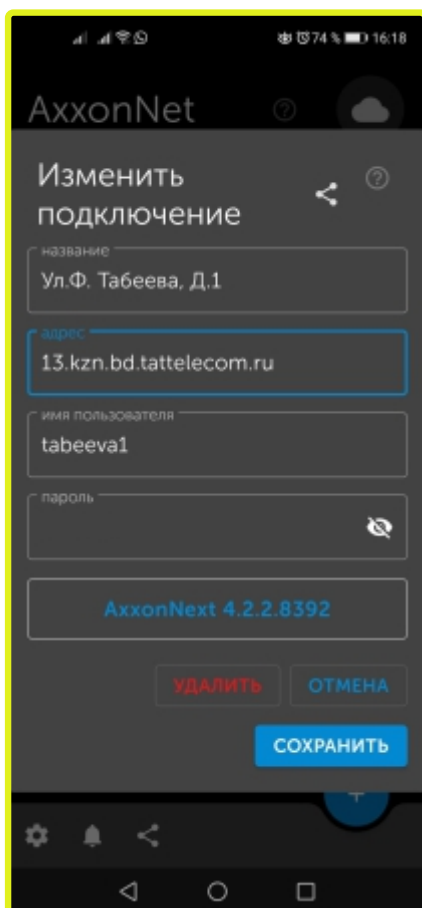 74 % 16:18
AxxonNet
Изменить
подключение
название
Ул.Ф. Табеева, Д.1
адрес
13.kzn.bd.tattelecom.ru
имя пользователя
tabeeva1
пароль
AxxonNext 4.2.2.8392
УДАЛИТЬ
ОТМЕНА
СОХРАНИТЬ